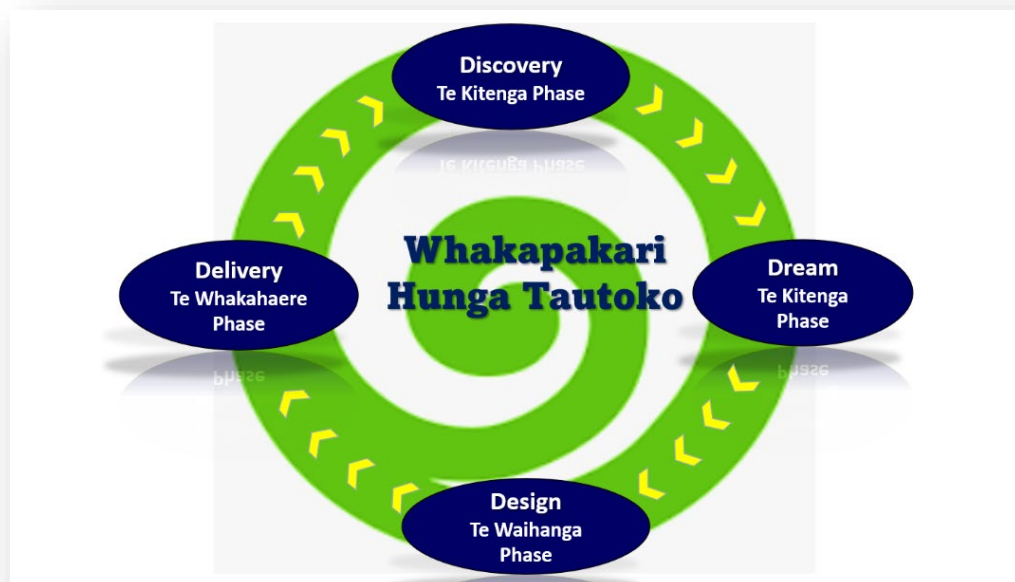 Discovery
Te Kitenga Phase
Whakapakari
Hunga Tautoko
Delivery
Te Whakahaere
Phase
Dream
Te Kitenga
Phase
Design
Te Waihanga
Phase